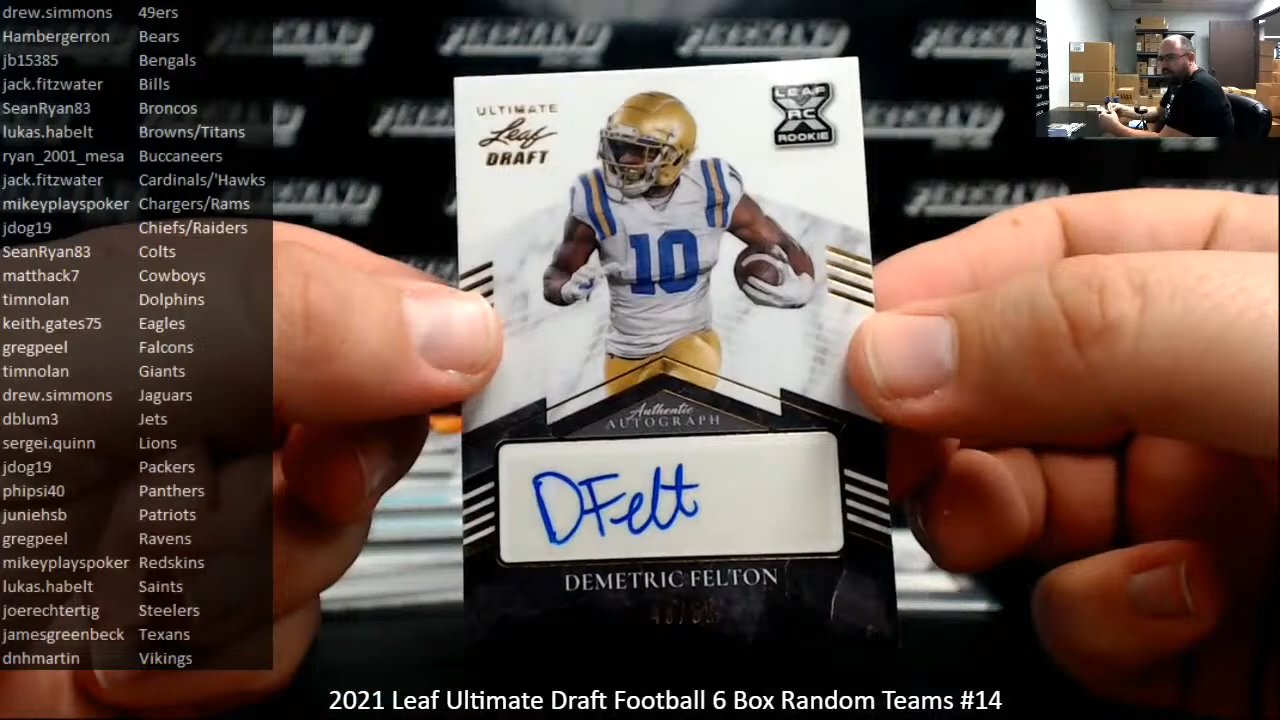 drew.simmons 49ers
Hambergerron Bears
jb15385 Bengals
jack.fitzwater Bills
SeanRyan83 Broncos
lukas.habelt Browns/Titans
ryan_2001_mesa Buccaneers
jack.fitzwater Cardinals/'Hawks
mikeyplayspoker Chargers/Rams
jdog19 Chiefs/Raiders
SeanRyan83 Colts
matthack7 Cowboys
timnolan Dolphins
keith.gates75 Eagles
gregpeel Falcons
timnolan Giants
drew.simmons Jaguars
dblum3 Jets
sergei.quinn Lions
jdog19 Packers
phipsi40 Panthers
juniehsb Patriots
gregpeel Ravens
mikeyplayspoker Redskins
lukas.habelt Saints
joerechtertig Steelers
jamesgreenbeck Texans
dnhmartin Vikings
ULTIMATE
Leaf
DRAFT
LEAF
X
RC
ROOKIE
10
10
Authentic
AUTOGRAPH
DFelt
DEMETRIC FELTON
2021 Leaf Ultimate Draft Football 6 Box Random Teams #14